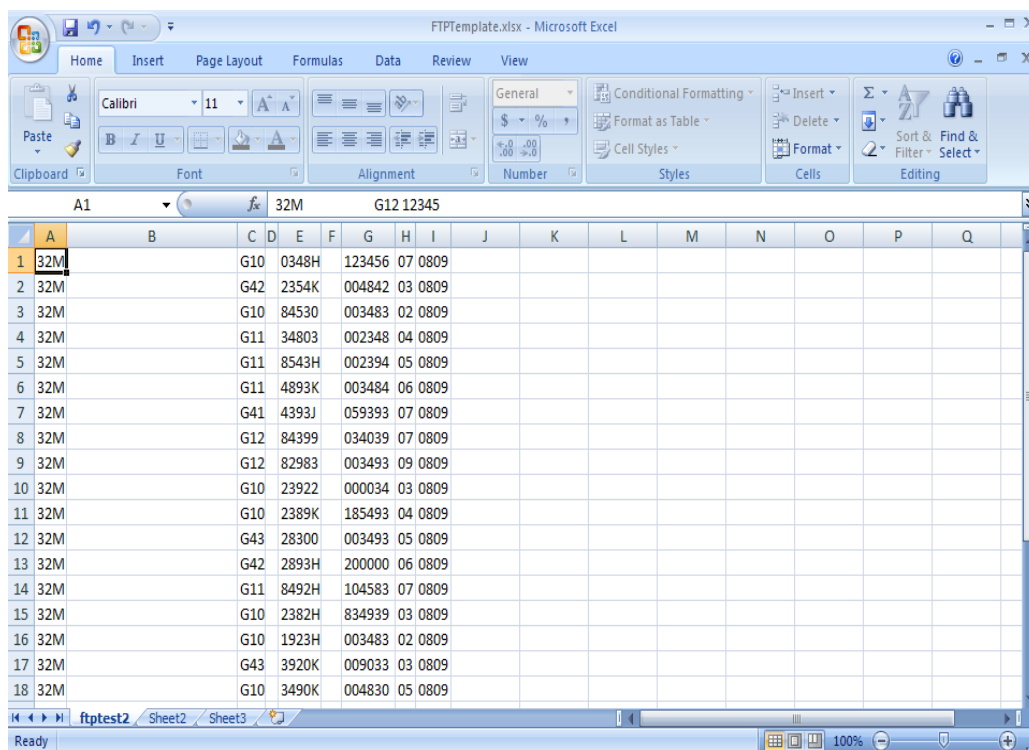 FTPTemplate.xlsx - Microsoft Excel
Home Insert Page Layout Formulas Data Review View
Calibri 11 A A General Conditional Formatting Insert Σ
Paste B I U A $ % , Format as Table Delete Sort & Find &
.00 .00 Cell Styles Format Filter Select
Clipboard Font Alignment Number Styles Cells Editing
A1 fx 32M G12 12345
A B C D E F G H I J K L M N O P Q
1 32M G10 0348H 123456 07 0809
2 32M G42 2354K 004842 03 0809
3 32M G10 84530 003483 02 0809
4 32M G11 34803 002348 04 0809
5 32M G11 8543H 002394 05 0809
6 32M G11 4893K 003484 06 0809
7 32M G41 4393J 059393 07 0809
8 32M G12 84399 034039 07 0809
9 32M G12 82983 003493 09 0809
10 32M G10 23922 000034 03 0809
11 32M G10 2389K 185493 04 0809
12 32M G43 28300 003493 05 0809
13 32M G42 2893H 200000 06 0809
14 32M G11 8492H 104583 07 0809
15 32M G10 2382H 834939 03 0809
16 32M G10 1923H 003483 02 0809
17 32M G43 3920K 009033 03 0809
18 32M G10 3490K 004830 05 0809
ftptest2 Sheet2 Sheet3
Ready 100%